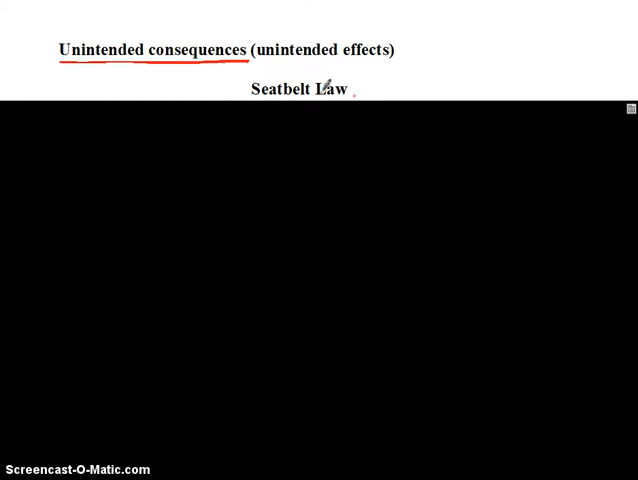 Unintended consequences (unintended effects)
Seatbelt Law
Screencast-O-Matic.com